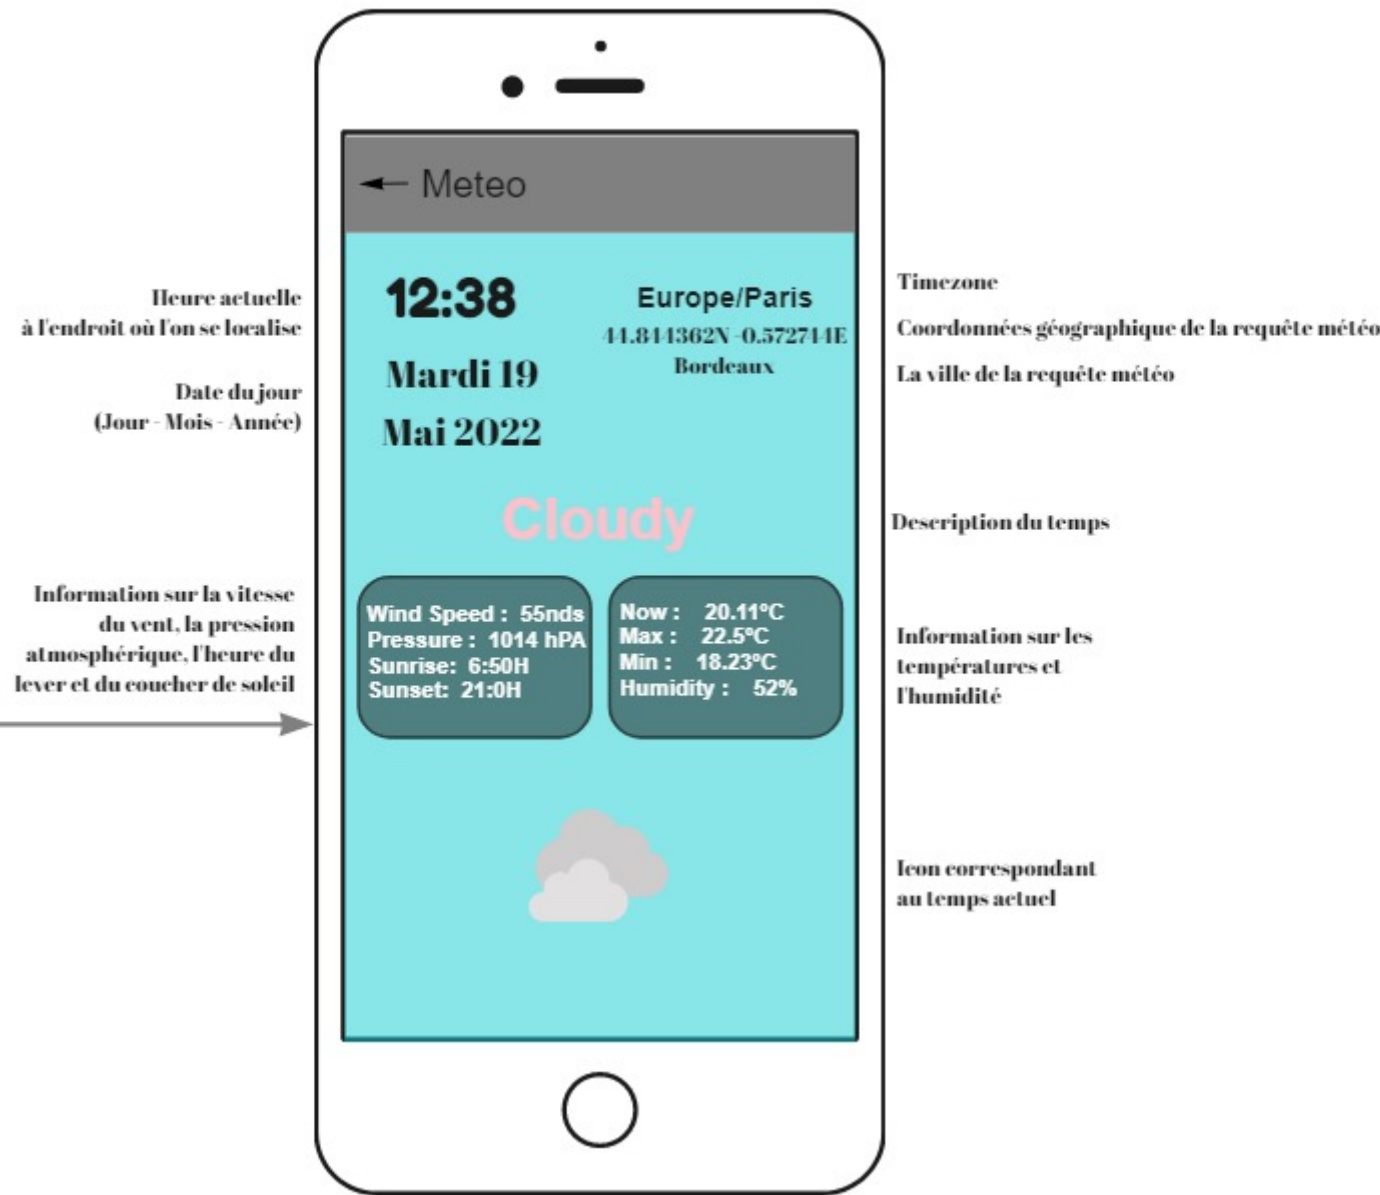 Meteo
Heure actuelle
à l'endroit où l'on se localise
Date du jour
(Jour - Mois - Année)
12:38
Mardi 19
Mai 2022
Europe/Paris
44.844362N -0.572744E
Bordeaux
Timezone
Coordonnées géographique de la requête météo
La ville de la requête météo
Cloudy
Description du temps
Information sur la vitesse
du vent, la pression
atmosphérique, l'heure du
lever et du coucher de soleil
Wind Speed : 55nds
Pressure : 1014 hPA
Sunrise: 6:50H
Sunset: 21:0H
Now : 20.11°C
Max : 22.5°C
Min : 18.23°C
Humidity : 52%
Information sur les
températures et
l'humidité
Icon correspondant
au temps actuel